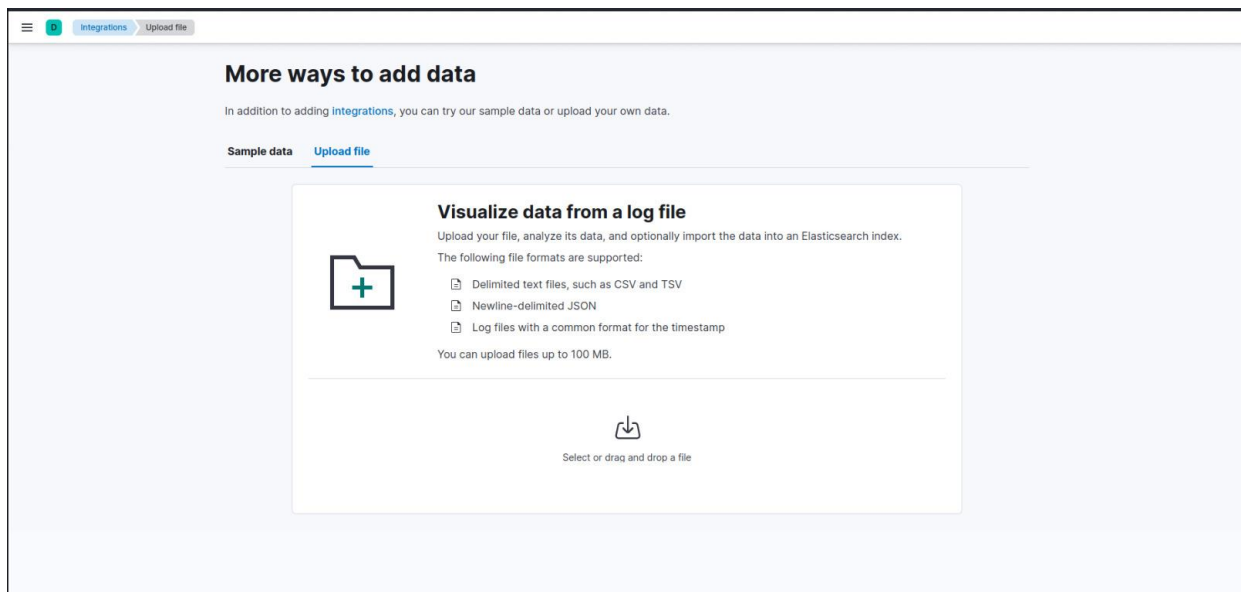 D Integrations Upload file
More ways to add data
In addition to adding integrations, you can try our sample data or upload your own data.
Sample data Upload file
Visualize data from a log file
Upload your file, analyze its data, and optionally import the data into an Elasticsearch index.
The following file formats are supported:
Delimited text files, such as CSV and TSV
Newline-delimited JSON
Log files with a common format for the timestamp
You can upload files up to 100 MB.
Select or drag and drop a file